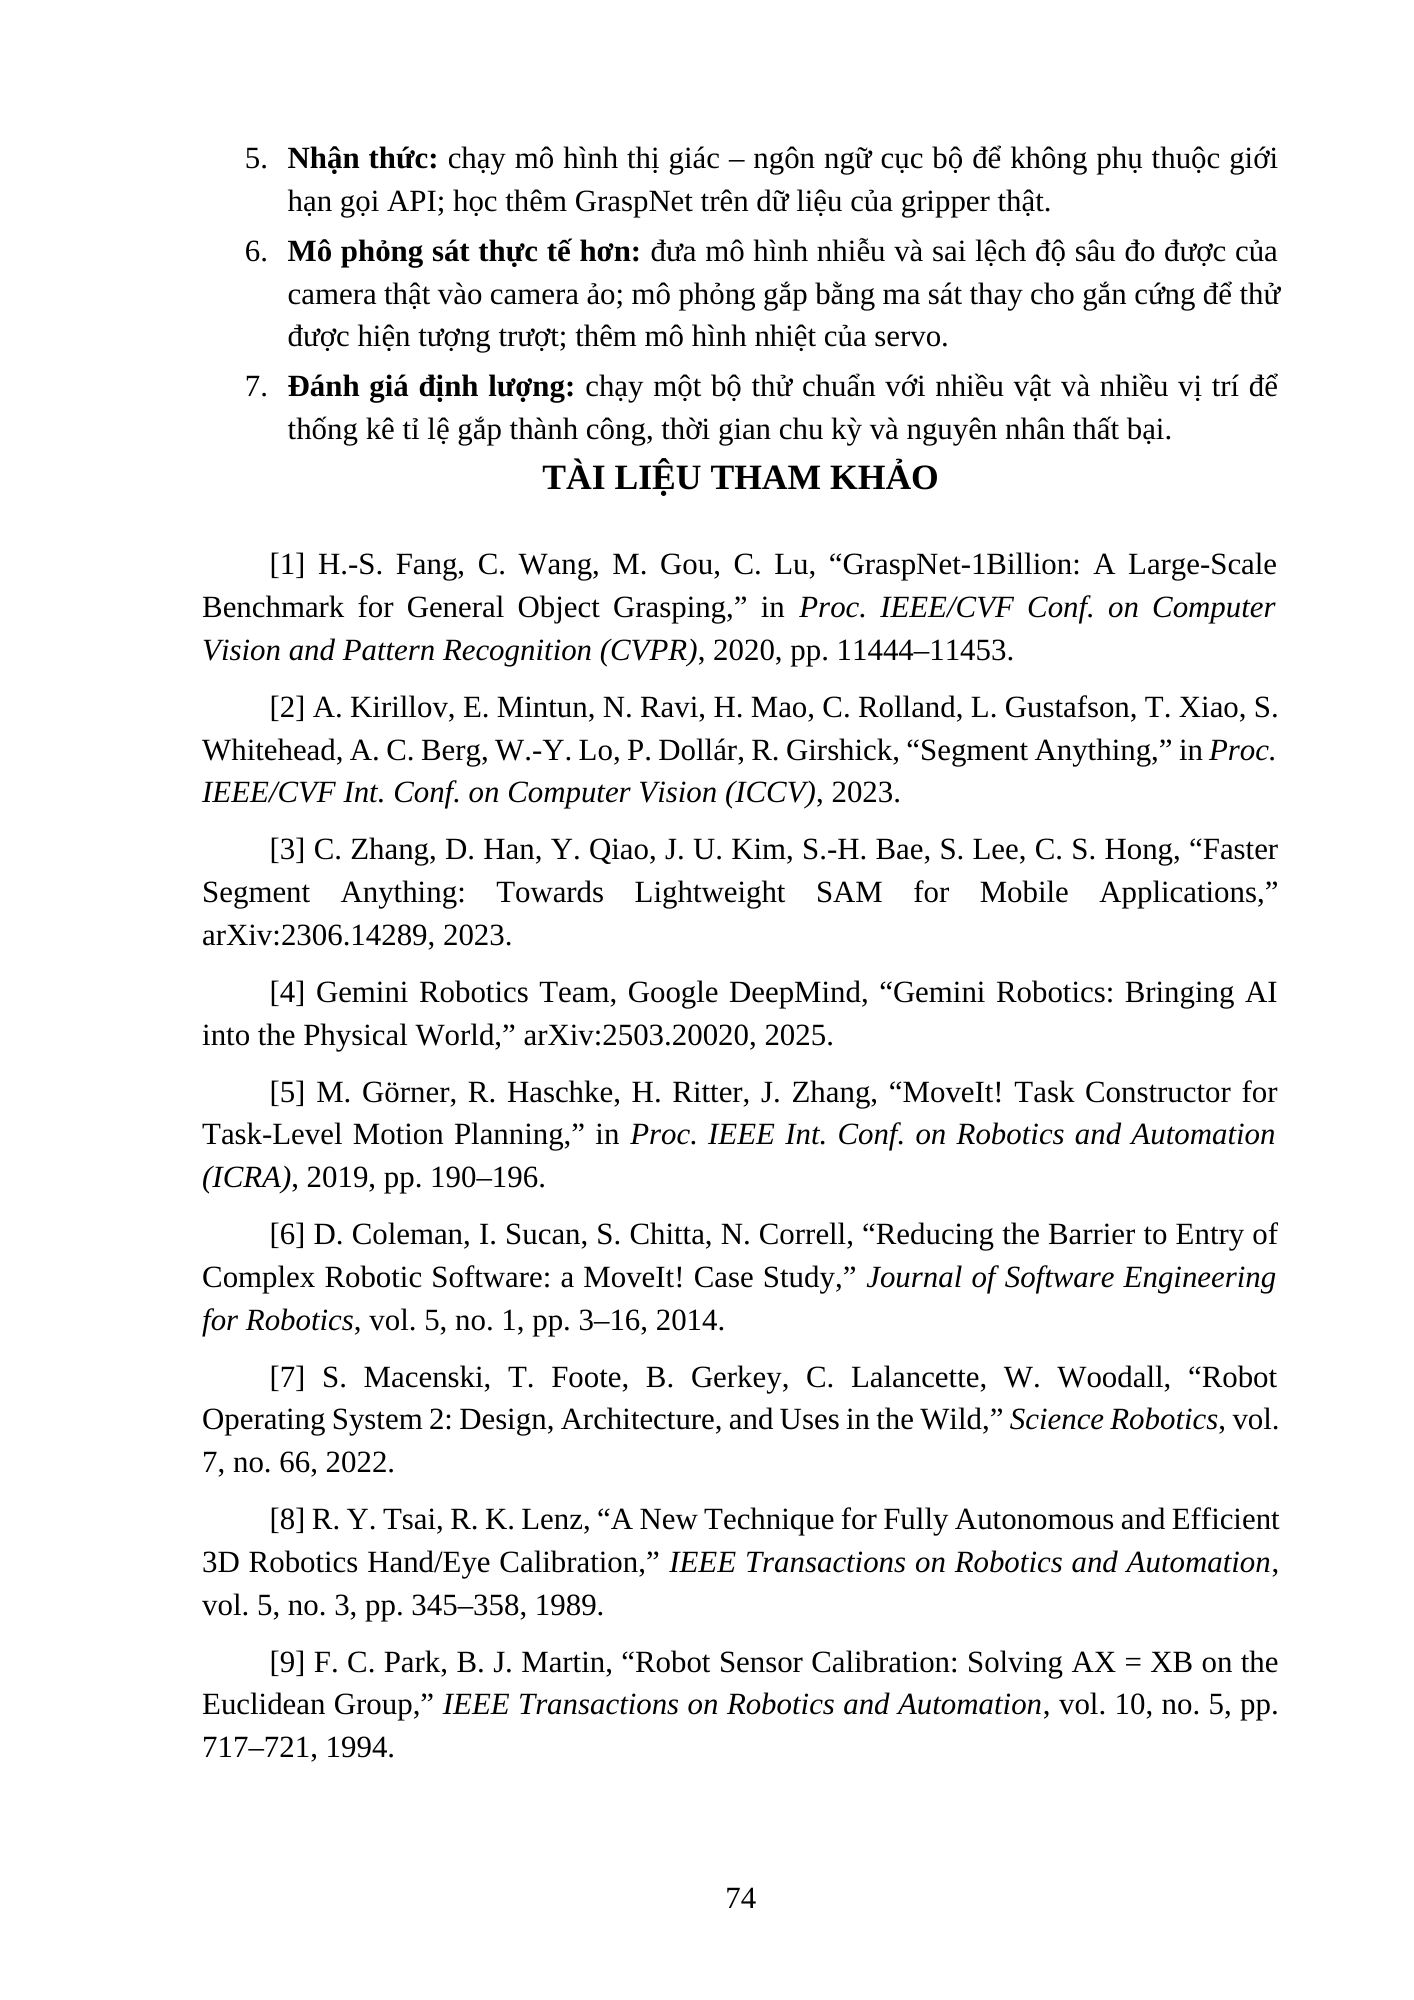 5. Nhận thức: chạy mô hình thị giác – ngôn ngữ cục bộ để không phụ thuộc giới
hạn gọi API; học thêm GraspNet trên dữ liệu của gripper thật.
6. Mô phỏng sát thực tế hơn: đưa mô hình nhiễu và sai lệch độ sâu đo được của
camera thật vào camera ảo; mô phỏng gắp bằng ma sát thay cho gắn cứng để thử
được hiện tượng trượt; thêm mô hình nhiệt của servo.
7. Đánh giá định lượng: chạy một bộ thử chuẩn với nhiều vật và nhiều vị trí để
thống kê tỉ lệ gắp thành công, thời gian chu kỳ và nguyên nhân thất bại.
TÀI LIỆU THAM KHẢO
[1] H.-S. Fang, C. Wang, M. Gou, C. Lu, “GraspNet-1Billion: A Large-Scale
Benchmark for General Object Grasping,” in Proc. IEEE/CVF Conf. on Computer
Vision and Pattern Recognition (CVPR), 2020, pp. 11444–11453.
[2] A. Kirillov, E. Mintun, N. Ravi, H. Mao, C. Rolland, L. Gustafson, T. Xiao, S.
Whitehead, A. C. Berg, W.-Y. Lo, P. Dollár, R. Girshick, “Segment Anything,” in Proc.
IEEE/CVF Int. Conf. on Computer Vision (ICCV), 2023.
[3] C. Zhang, D. Han, Y. Qiao, J. U. Kim, S.-H. Bae, S. Lee, C. S. Hong, “Faster
Segment Anything: Towards Lightweight SAM for Mobile Applications,”
arXiv:2306.14289, 2023.
[4] Gemini Robotics Team, Google DeepMind, “Gemini Robotics: Bringing AI
into the Physical World,” arXiv:2503.20020, 2025.
[5] M. Görner, R. Haschke, H. Ritter, J. Zhang, “MoveIt! Task Constructor for
Task-Level Motion Planning,” in Proc. IEEE Int. Conf. on Robotics and Automation
(ICRA), 2019, pp. 190–196.
[6] D. Coleman, I. Sucan, S. Chitta, N. Correll, “Reducing the Barrier to Entry of
Complex Robotic Software: a MoveIt! Case Study,” Journal of Software Engineering
for Robotics, vol. 5, no. 1, pp. 3–16, 2014.
[7] S. Macenski, T. Foote, B. Gerkey, C. Lalancette, W. Woodall, “Robot
Operating System 2: Design, Architecture, and Uses in the Wild,” Science Robotics, vol.
7, no. 66, 2022.
[8] R. Y. Tsai, R. K. Lenz, “A New Technique for Fully Autonomous and Efficient
3D Robotics Hand/Eye Calibration,” IEEE Transactions on Robotics and Automation,
vol. 5, no. 3, pp. 345–358, 1989.
[9] F. C. Park, B. J. Martin, “Robot Sensor Calibration: Solving AX = XB on the
Euclidean Group,” IEEE Transactions on Robotics and Automation, vol. 10, no. 5, pp.
717–721, 1994.
74